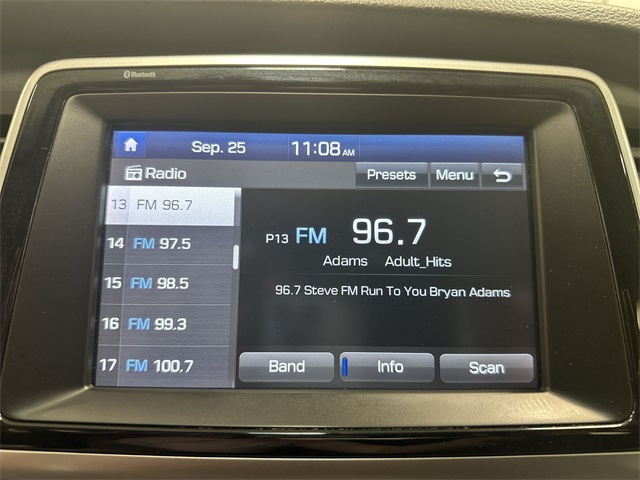 Bluetooth
Sep. 25 11:08 AM
Radio Presets Menu
13 FM 96.7
14 FM 97.5
15 FM 98.5
16 FM 99.3
17 FM 100.7
P13 FM 96.7
Adams Adult_Hits
96.7 Steve FM Run To You Bryan Adams
Band Info Scan